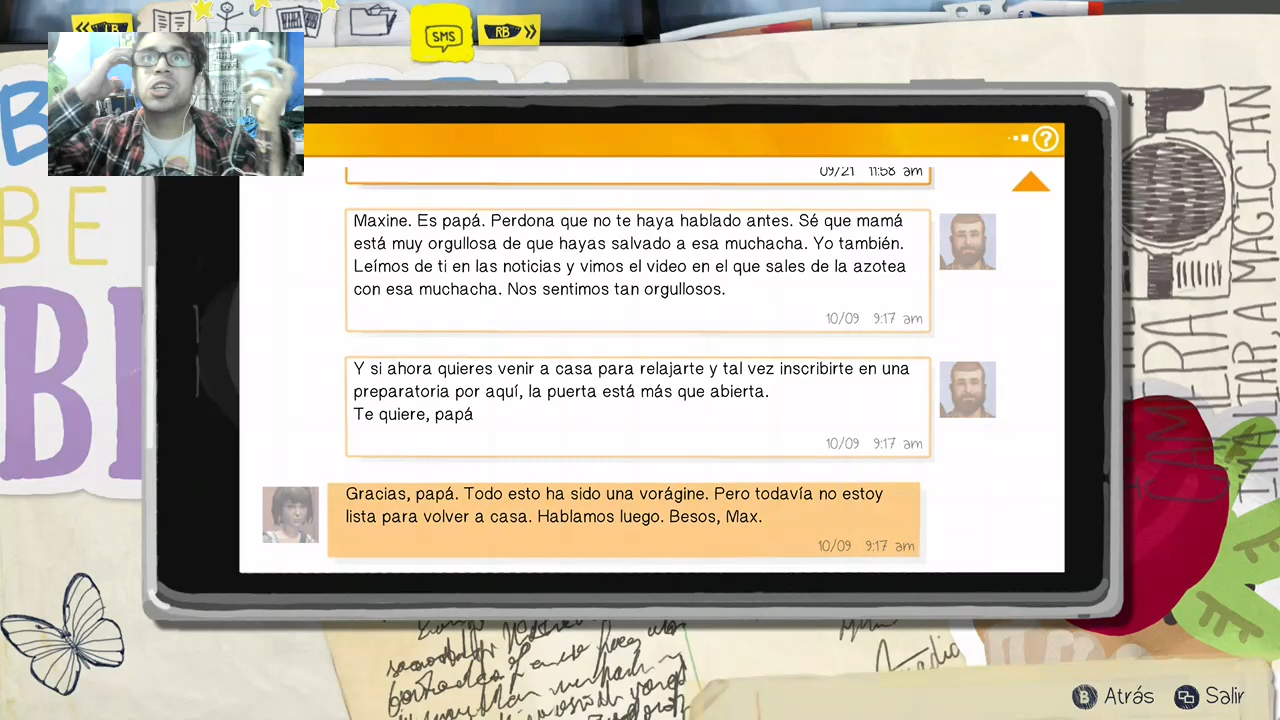 LB
SMS
RB
09/21 11:58 am
Maxine. Es papá. Perdona que no te haya hablado antes. Sé que mamá
está muy orgullosa de que hayas salvado a esa muchacha. Yo también.
Leímos de ti en las noticias y vimos el video en el que sales de la azotea
con esa muchacha. Nos sentimos tan orgullosos.
10/09 9:17 am
Y si ahora quieres venir a casa para relajarte y tal vez inscribirte en una
preparatoria por aquí, la puerta está más que abierta.
Te quiere, papá
10/09 9:17 am
Gracias, papá. Todo esto ha sido una vorágine. Pero todavía no estoy
lista para volver a casa. Hablamos luego. Besos, Max.
10/09 9:17 am
BE
MAGICIAN
B Atrás
Salir